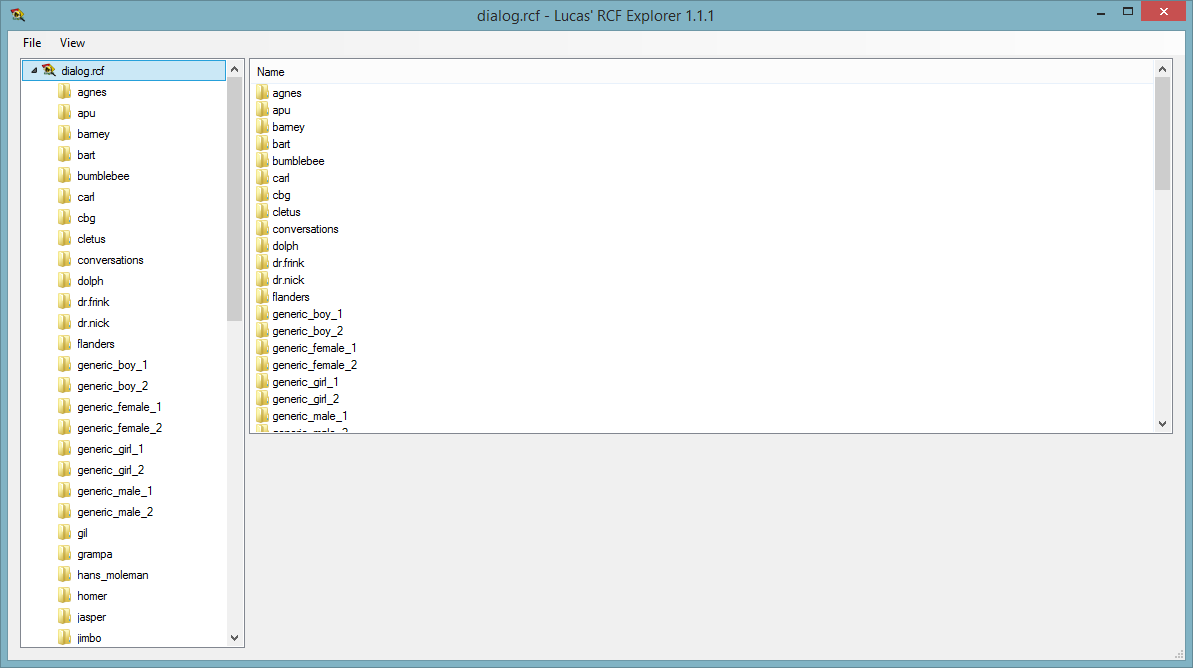 dialog.rcf - Lucas' RCF Explorer 1.1.1
File View
dialog.rcf
agnes
apu
barney
bart
bumblebee
carl
cbg
cletus
conversations
dolph
dr.frink
dr.nick
flanders
generic_boy_1
generic_boy_2
generic_female_1
generic_female_2
generic_girl_1
generic_girl_2
generic_male_1
generic_male_2
gil
grampa
hans_moleman
homer
jasper
jimbo
Name
agnes
apu
barney
bart
bumblebee
carl
cbg
cletus
conversations
dolph
dr.frink
dr.nick
flanders
generic_boy_1
generic_boy_2
generic_female_1
generic_female_2
generic_girl_1
generic_girl_2
generic_male_1